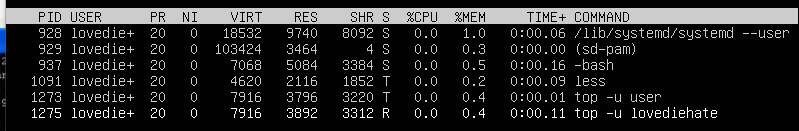 PID USER PR NI VIRT RES SHR S %CPU %MEM TIME+ COMMAND
928 lovedie+ 20 0 18532 9740 8092 S 0.0 1.0 0:00.06 /lib/systemd/systemd --user
929 lovedie+ 20 0 103424 3464 4 S 0.0 0.3 0:00.00 (sd-pam)
937 lovedie+ 20 0 7068 5084 3384 S 0.0 0.5 0:00.16 -bash
1091 lovedie+ 20 0 4620 2116 1852 T 0.0 0.2 0:00.09 less
1273 lovedie+ 20 0 7916 3796 3220 T 0.0 0.4 0:00.01 top -u user
1275 lovedie+ 20 0 7916 3892 3312 R 0.0 0.4 0:00.11 top -u lovediehate